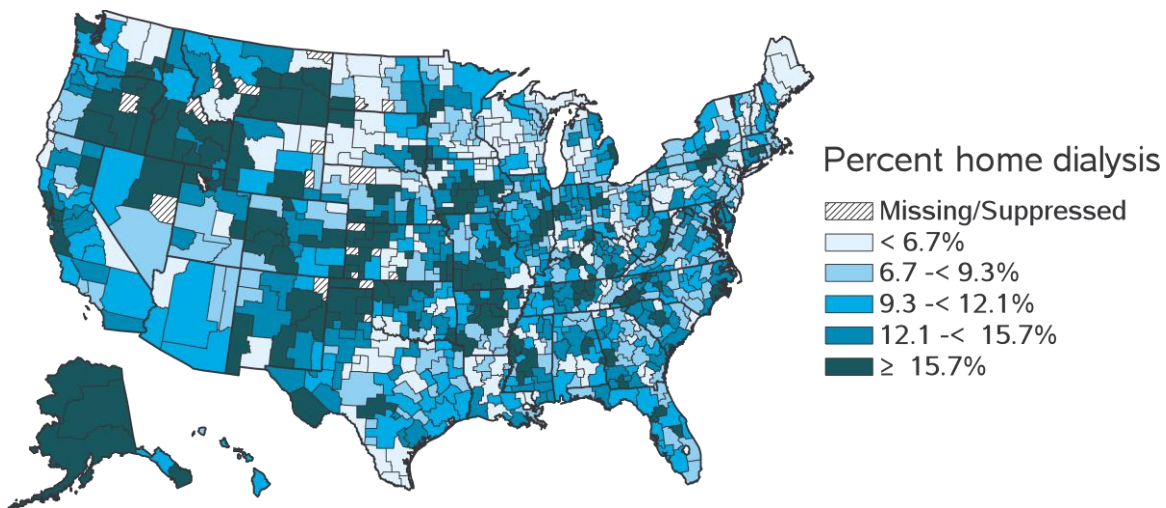 Percent home dialysis
Missing/Suppressed
< 6.7%
6.7 -< 9.3%
9.3 -< 12.1%
12.1 -< 15.7%
≥ 15.7%